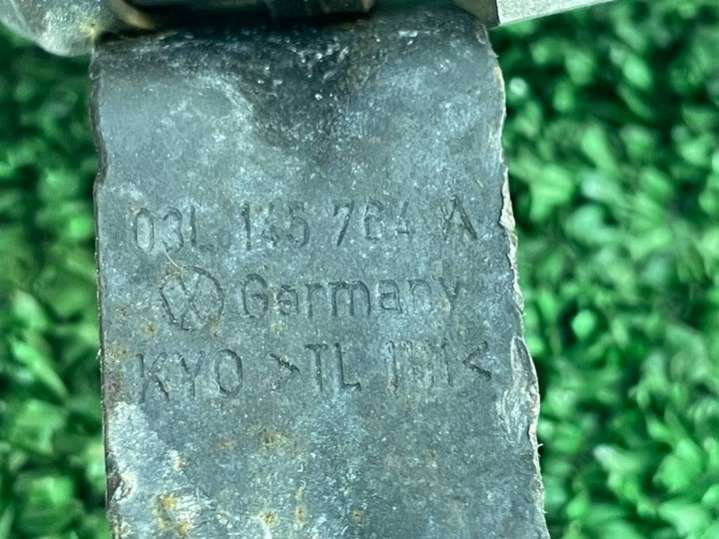 03L 145 764 A
Germany
KYO >TL 1111<